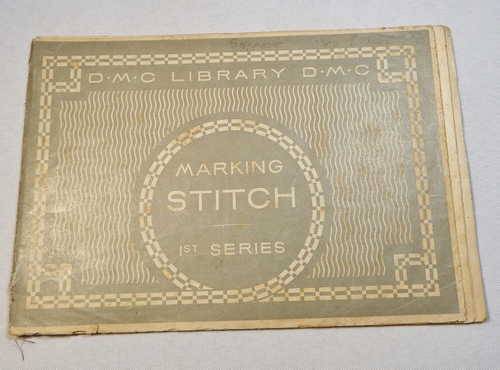 D·M·C LIBRARY D·M·C
MARKING
STITCH
1ST SERIES